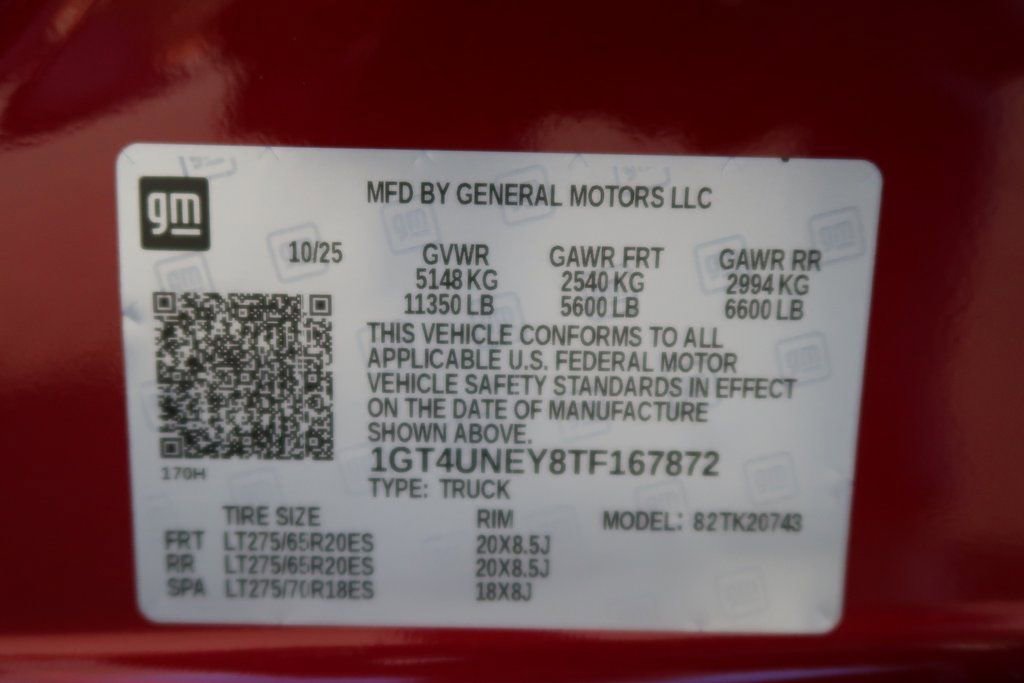 gm
MFD BY GENERAL MOTORS LLC
10/25 GVWR GAWR FRT GAWR RR
5148 KG 2540 KG 2994 KG
11350 LB 5600 LB 6600 LB
THIS VEHICLE CONFORMS TO ALL
APPLICABLE U.S. FEDERAL MOTOR
VEHICLE SAFETY STANDARDS IN EFFECT
ON THE DATE OF MANUFACTURE
SHOWN ABOVE.
170H
1GT4UNEY8TF167872
TYPE: TRUCK
TIRE SIZE RIM MODEL: 82TK20743
FRT LT275/65R20ES 20X8.5J
RR LT275/65R20ES 20X8.5J
SPA LT275/70R18ES 18X8J